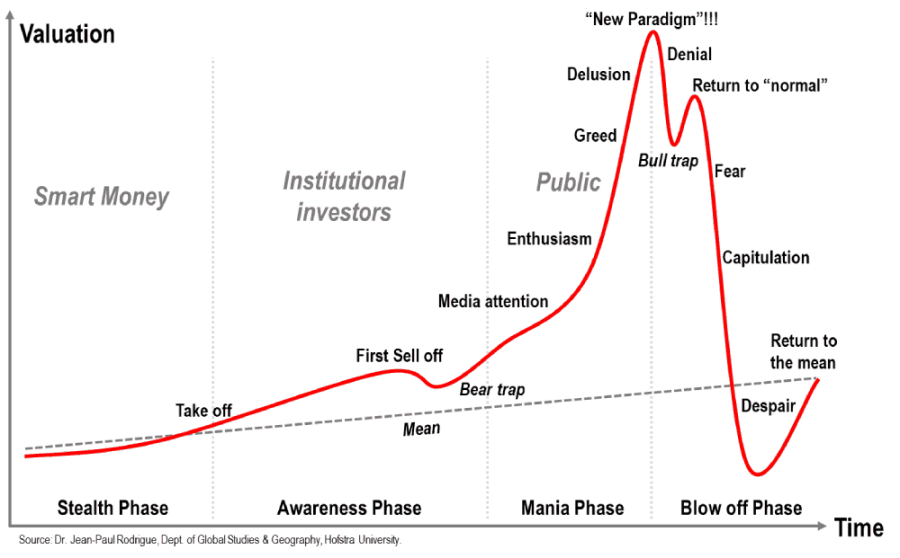 “New Paradigm”!!!
Valuation
Denial
Delusion
Return to “normal”
Greed
Bull trap
Fear
Smart Money
Institutional
investors
Public
Enthusiasm
Capitulation
Media attention
First Sell off
Bear trap
Return to
the mean
Take off
Mean
Despair
Stealth Phase
Awareness Phase
Mania Phase
Blow off Phase
Time
Source: Dr. Jean-Paul Rodrigue, Dept. of Global Studies & Geography, Hofstra University.